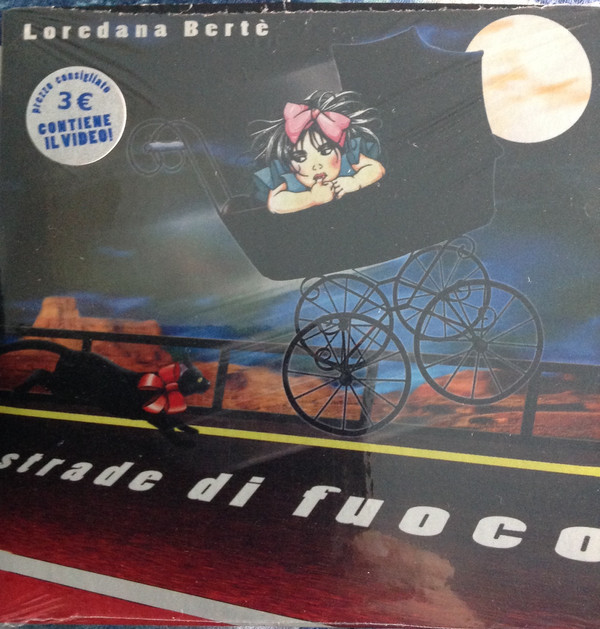 Loredana Bertè
prezzo consigliato
3 €
CONTIENE
IL VIDEO!
strade di fuoco